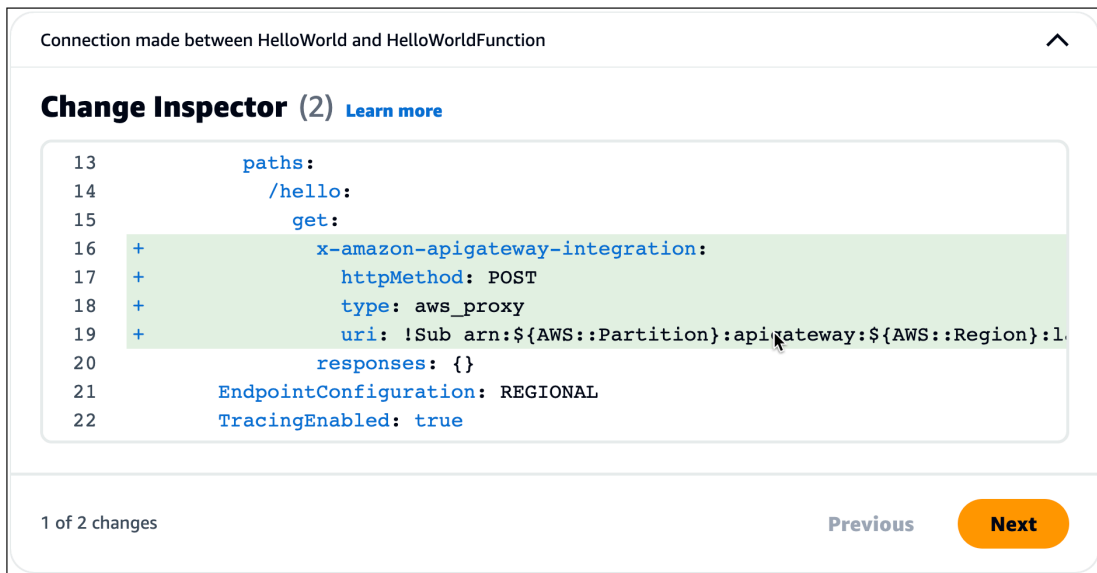 Connection made between HelloWorld and HelloWorldFunction
Change Inspector (2) Learn more
13 paths:
14 /hello:
15 get:
16 + x-amazon-apigateway-integration:
17 + httpMethod: POST
18 + type: aws_proxy
19 + uri: !Sub arn:${AWS::Partition}:apigateway:${AWS::Region}:l
20 responses: {}
21 EndpointConfiguration: REGIONAL
22 TracingEnabled: true
1 of 2 changes Previous Next